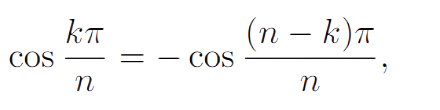 cos kπ/n = − cos (n − k)π/n,